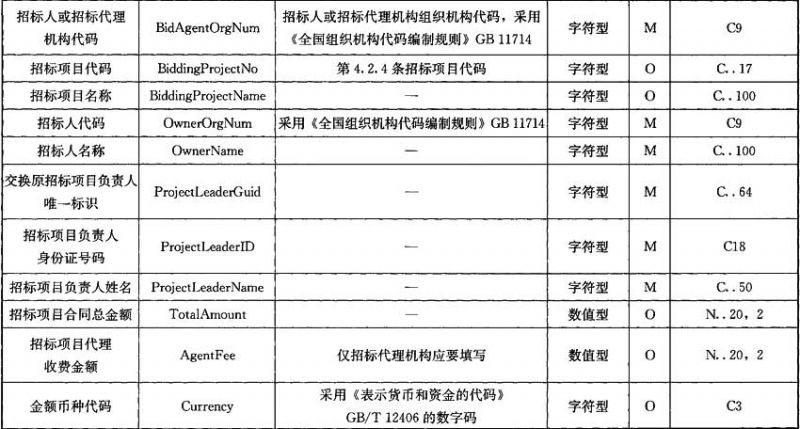 招标人或招标代理
机构代码
BidAgentOrgNum
招标人或招标代理机构组织机构代码，采用
《全国组织机构代码编制规则》GB 11714
字符型
M
C9
招标项目代码
BiddingProjectNo
第 4.2.4 条招标项目代码
字符型
O
C..17
招标项目名称
BiddingProjectName
—
字符型
O
C..100
招标人代码
OwnerOrgNum
采用《全国组织机构代码编制规则》GB 11714
字符型
M
C9
招标人名称
OwnerName
—
字符型
M
C..100
交换原招标项目负责人
唯一标识
ProjectLeaderGuid
—
字符型
M
C..64
招标项目负责人
身份证号码
ProjectLeaderID
—
字符型
M
C18
招标项目负责人姓名
ProjectLeaderName
—
字符型
M
C..50
招标项目合同总金额
TotalAmount
—
数值型
O
N..20，2
招标项目代理
收费金额
AgentFee
仅招标代理机构应要填写
数值型
O
N..20，2
金额币种代码
Currency
采用《表示货币和资金的代码》
GB/T 12406 的数字码
字符型
O
C3